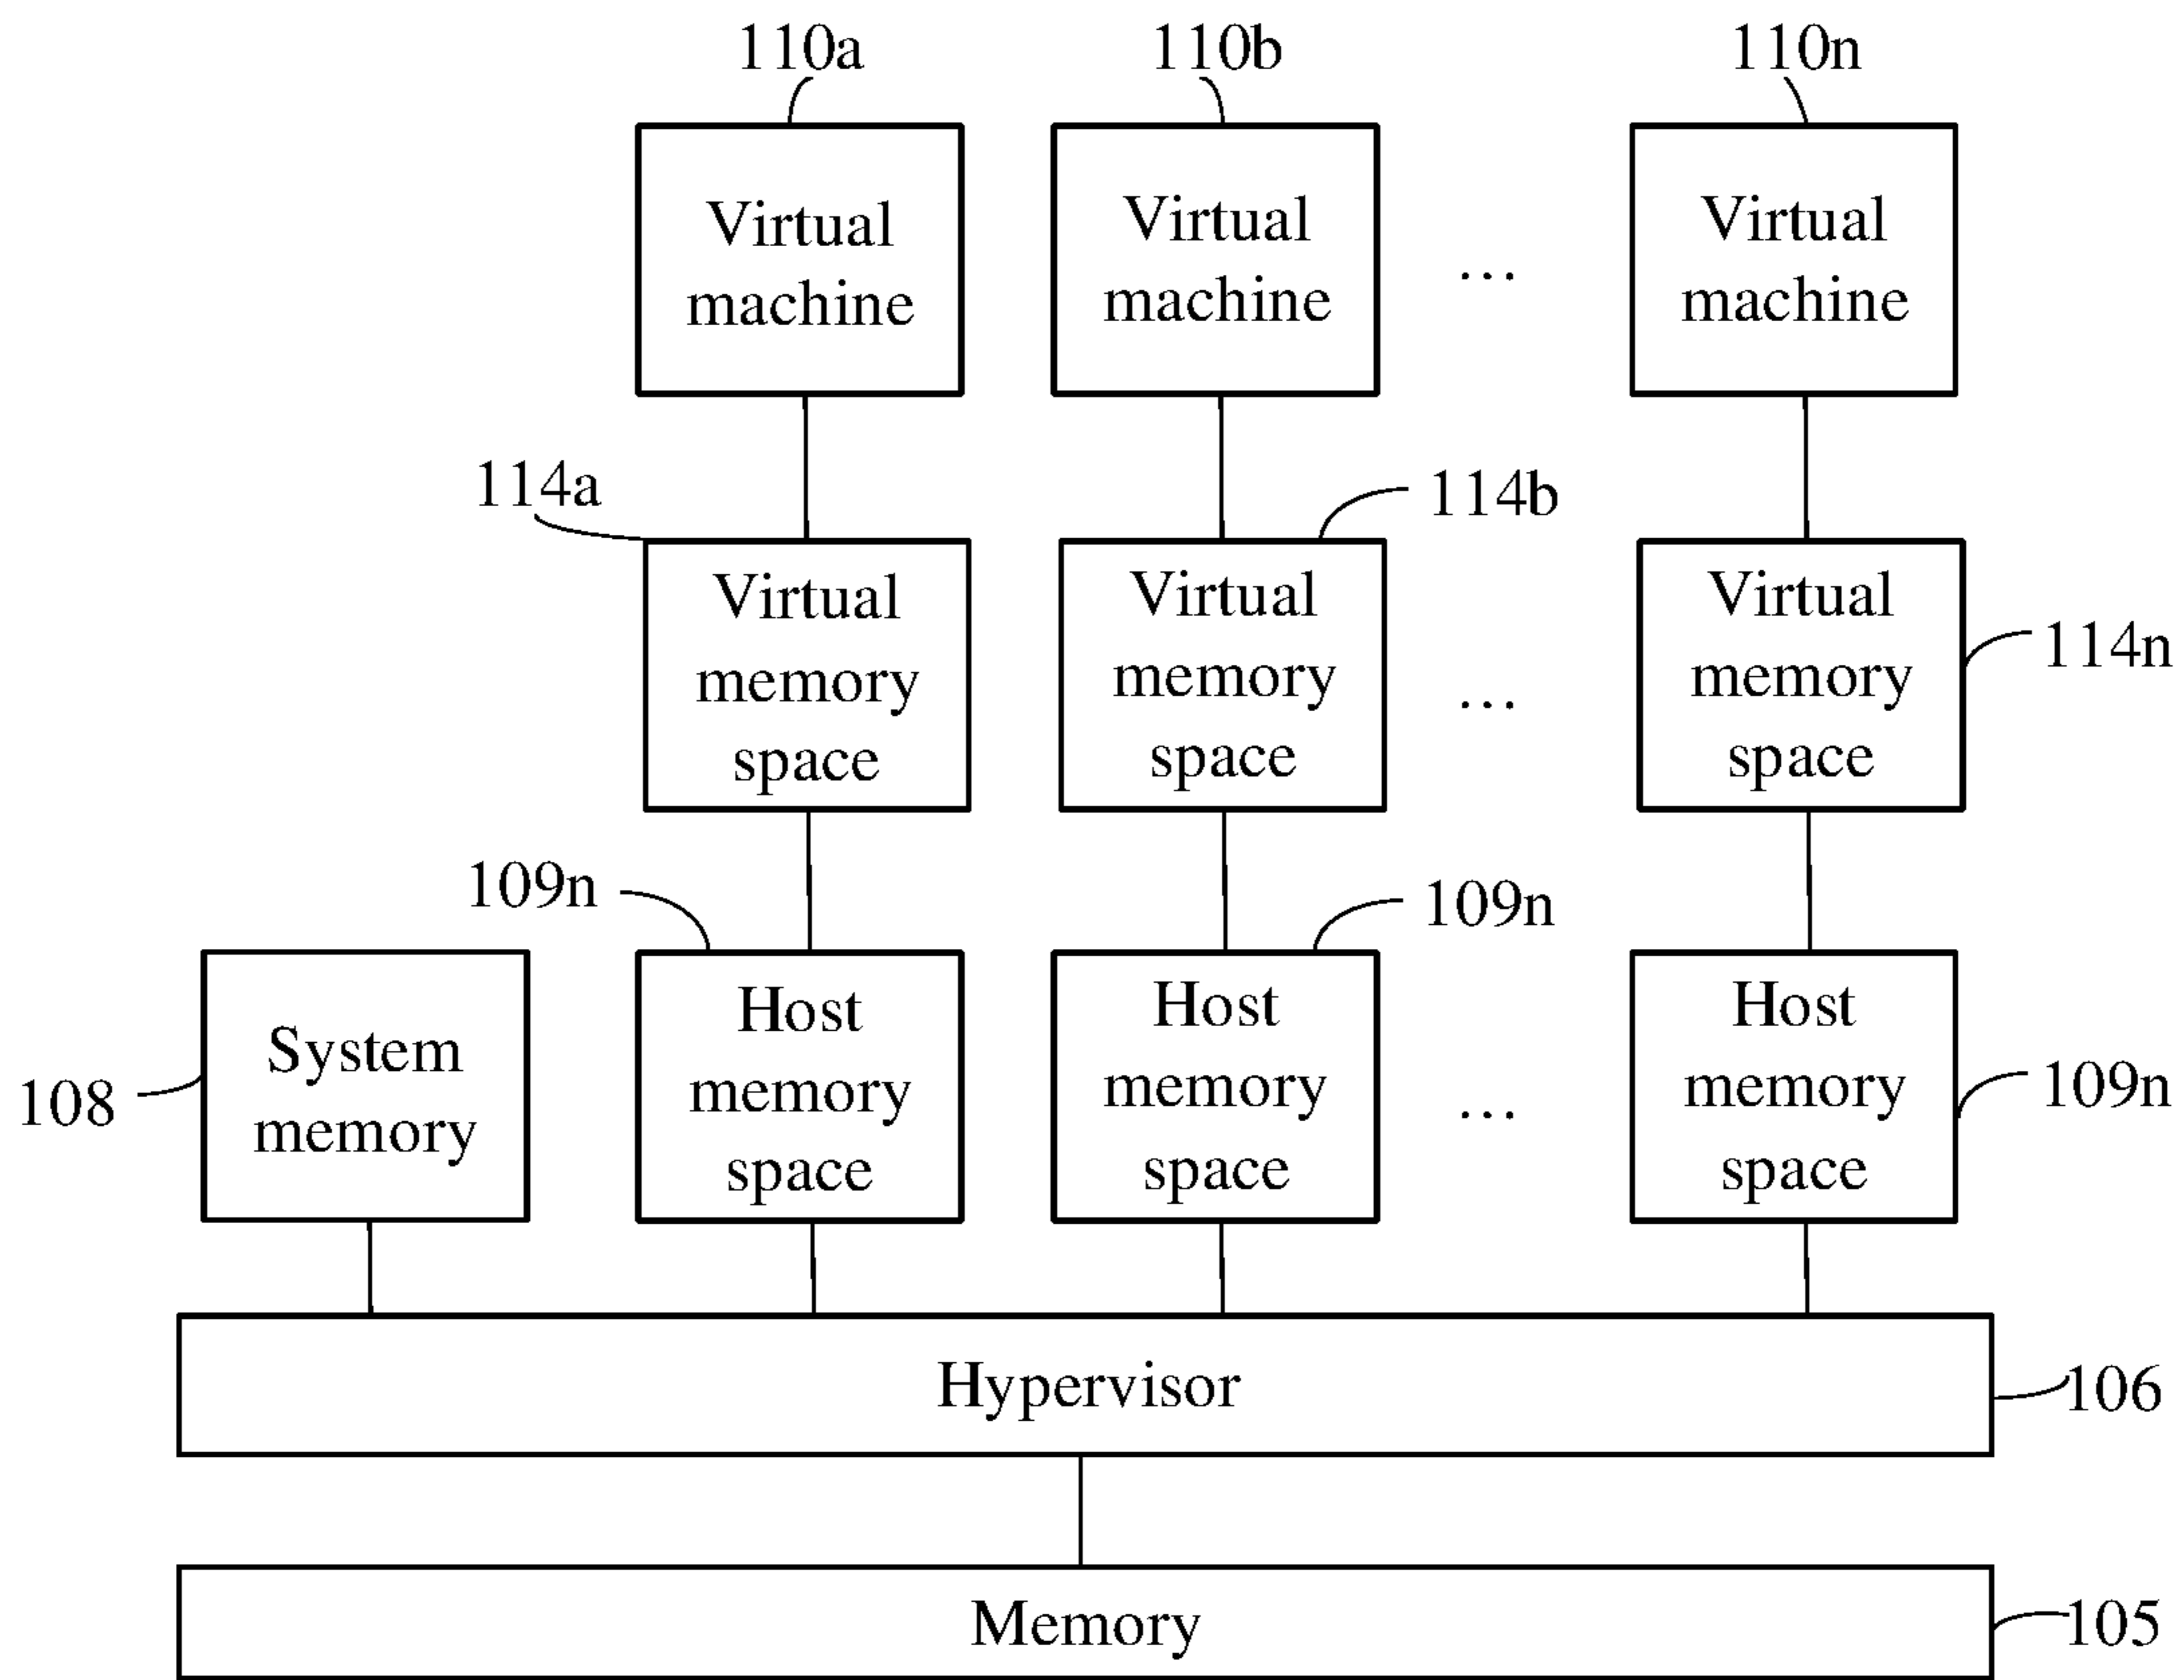 110a
110b
110n
Virtual
machine
Virtual
machine
...
Virtual
machine
114a
114b
Virtual
memory
space
Virtual
memory
space
...
Virtual
memory
space
114n
109n
109n
108
System
memory
Host
memory
space
Host
memory
space
...
Host
memory
space
109n
Hypervisor
106
Memory
105